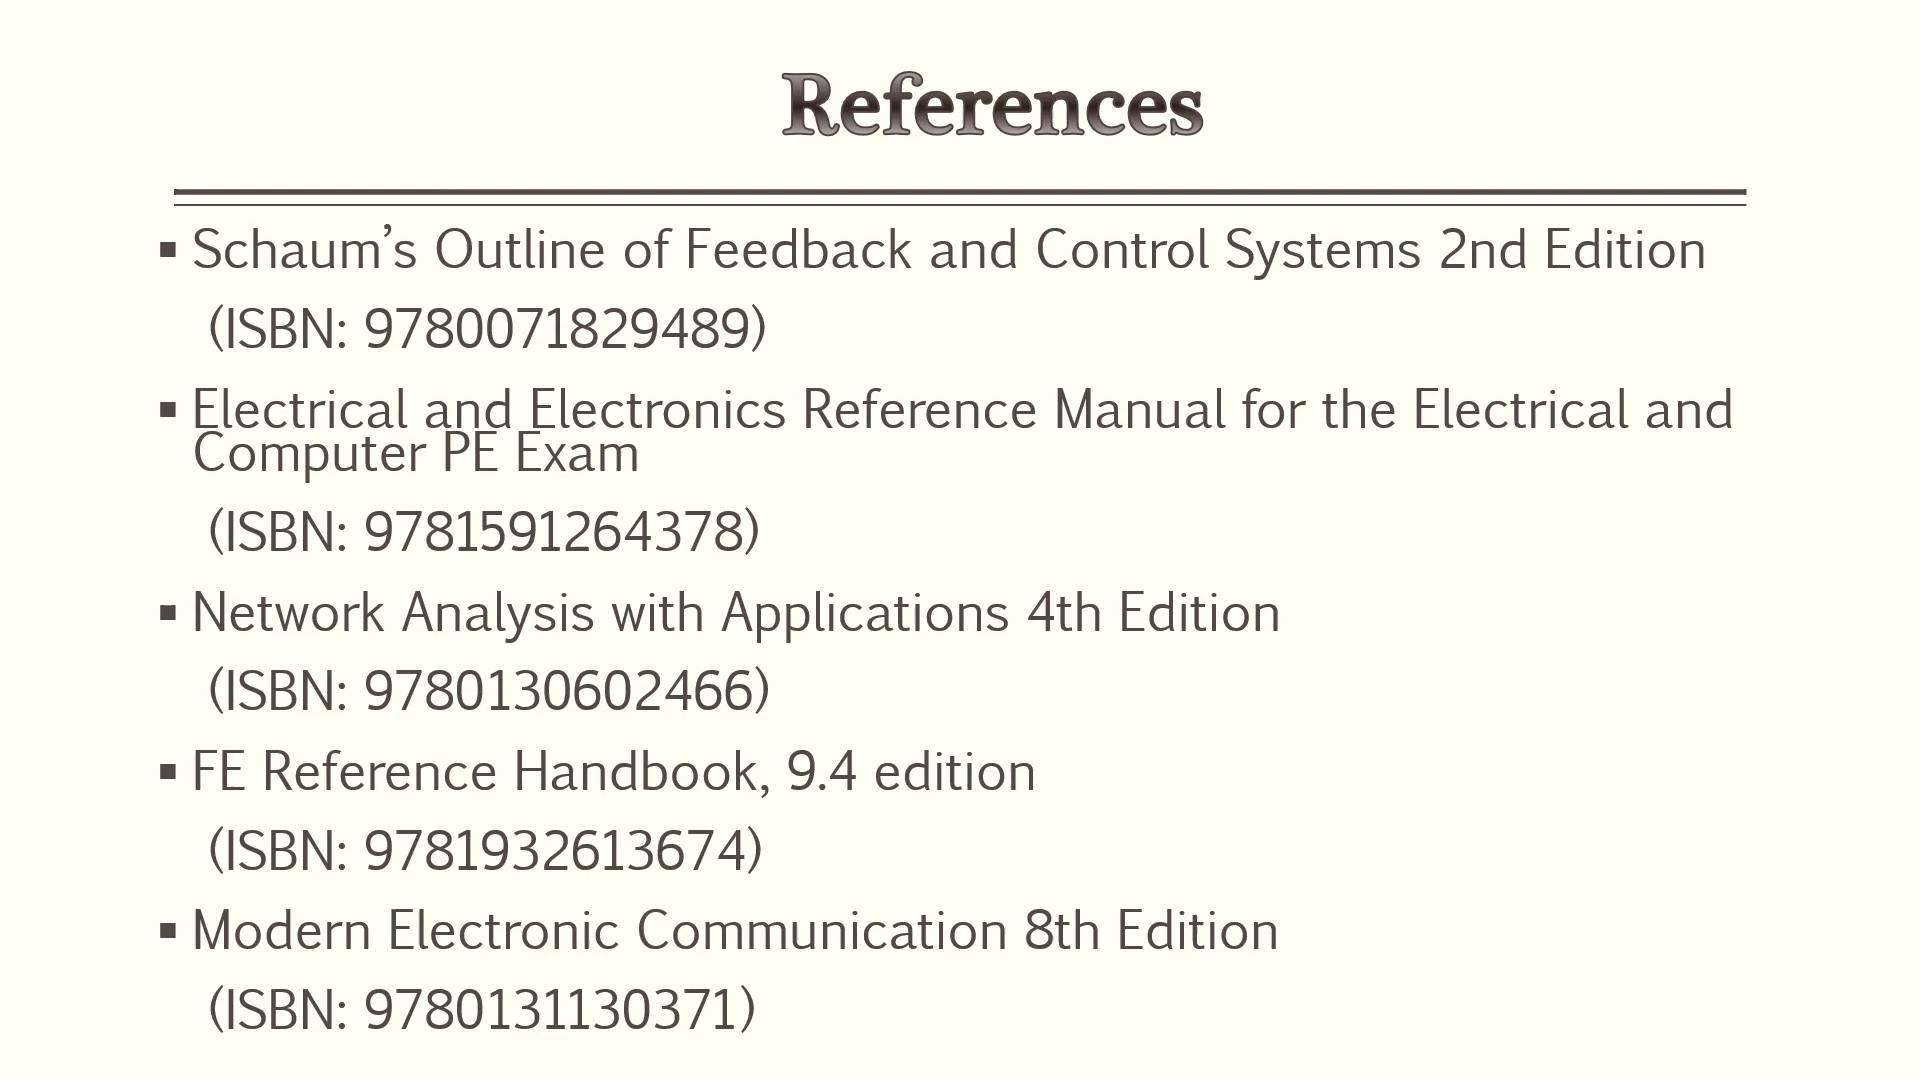 References
▪ Schaum’s Outline of Feedback and Control Systems 2nd Edition
(ISBN: 9780071829489)
▪ Electrical and Electronics Reference Manual for the Electrical and
Computer PE Exam
(ISBN: 9781591264378)
▪ Network Analysis with Applications 4th Edition
(ISBN: 9780130602466)
▪ FE Reference Handbook, 9.4 edition
(ISBN: 9781932613674)
▪ Modern Electronic Communication 8th Edition
(ISBN: 9780131130371)